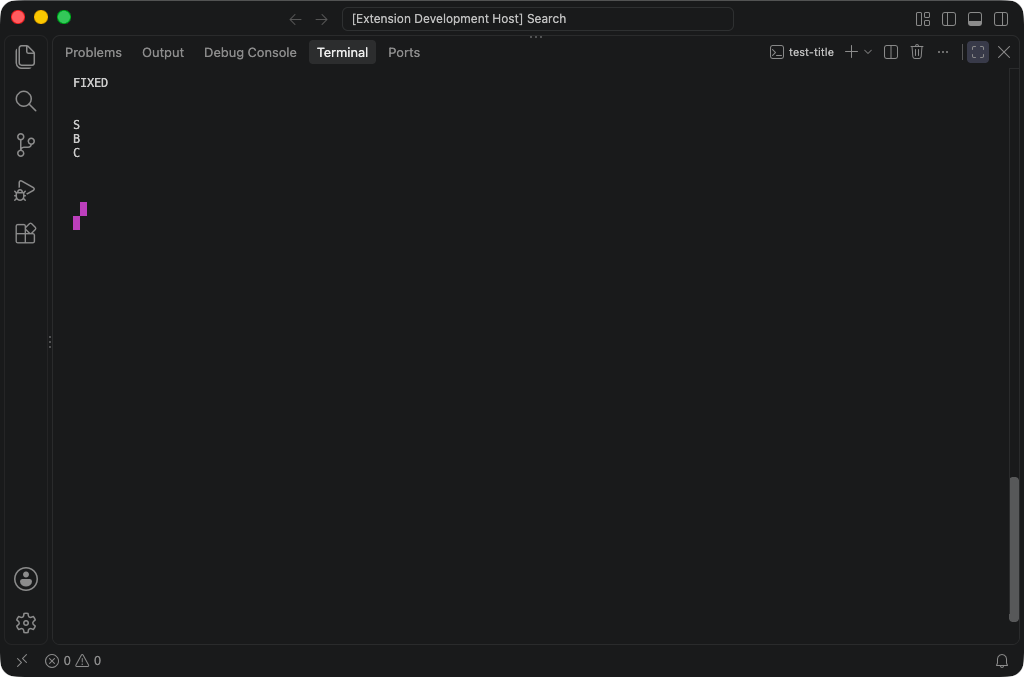 [Extension Development Host] Search
Problems Output Debug Console Terminal Ports test-title
FIXED
S
B
C
0 0